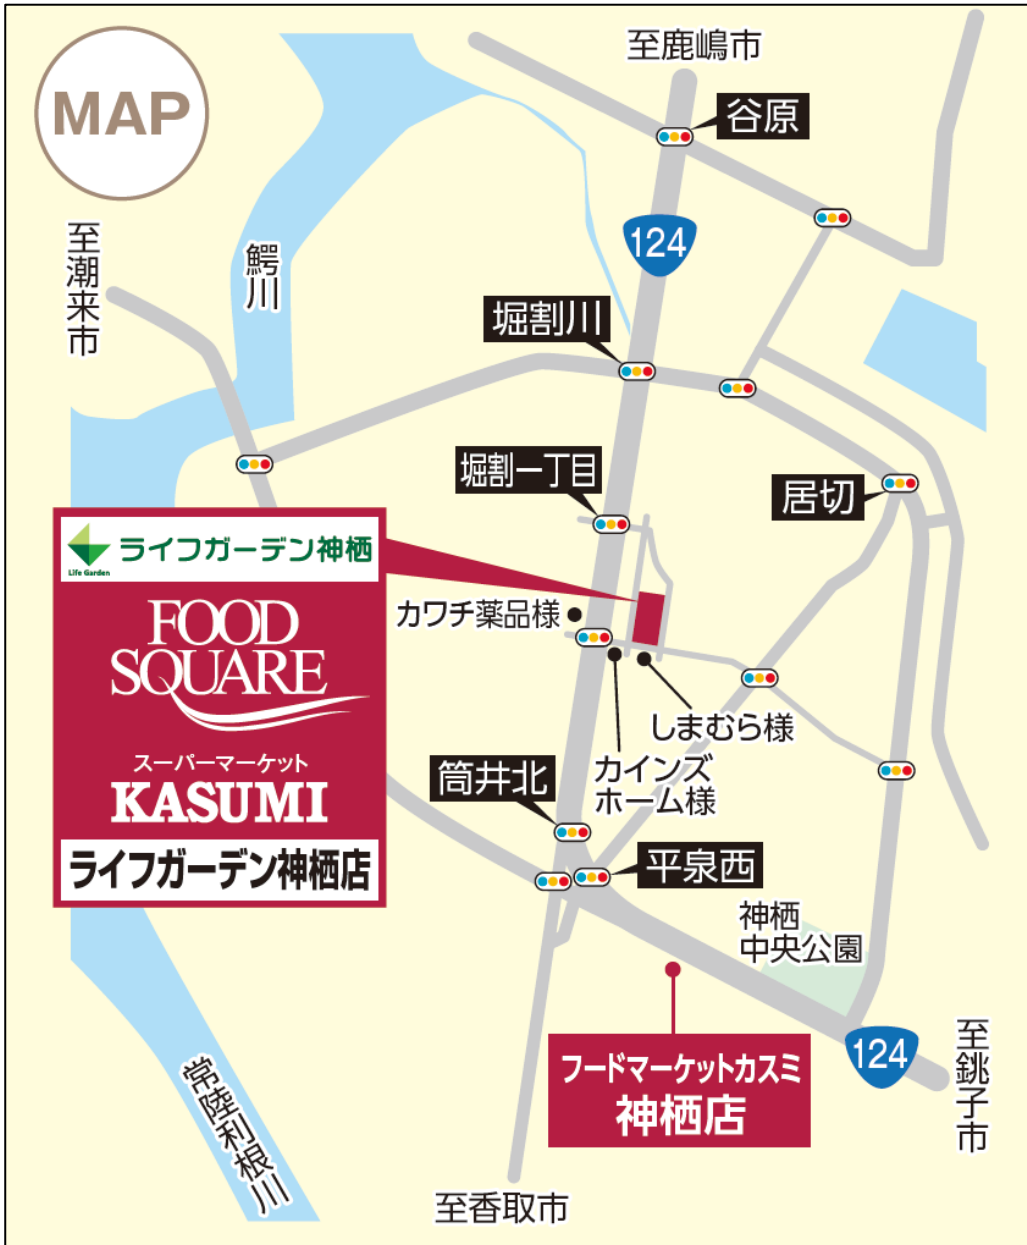 MAP
至鹿嶋市
谷原
124
至潮来市
鰐川
堀割川
堀割一丁目
居切
ライフガーデン神栖
Life Garden
FOOD
SQUARE
スーパーマーケット
KASUMI
ライフガーデン神栖店
カワチ薬品様
しまむら様
カインズ
ホーム様
筒井北
平泉西
神栖
中央公園
フードマーケットカスミ
神栖店
124
至銚子市
常陸利根川
至香取市